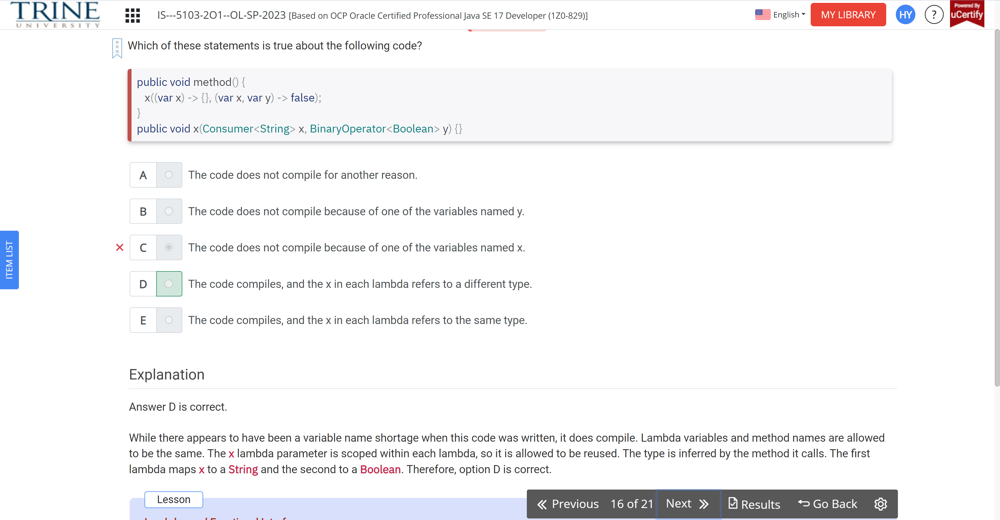 TRINE
UNIVERSITY
IS---5103-2O1--OL-SP-2023 [Based on OCP Oracle Certified Professional Java SE 17 Developer (1Z0-829)]
English
MY LIBRARY
HY
?
Powered By
uCertify
Which of these statements is true about the following code?
public void method() {
x((var x) -> {}, (var x, var y) -> false);
}
public void x(Consumer<String> x, BinaryOperator<Boolean> y) {}
A The code does not compile for another reason.
B The code does not compile because of one of the variables named y.
C The code does not compile because of one of the variables named x.
D The code compiles, and the x in each lambda refers to a different type.
E The code compiles, and the x in each lambda refers to the same type.
ITEM LIST
Explanation
Answer D is correct.
While there appears to have been a variable name shortage when this code was written, it does compile. Lambda variables and method names are allowed
to be the same. The x lambda parameter is scoped within each lambda, so it is allowed to be reused. The type is inferred by the method it calls. The first
lambda maps x to a String and the second to a Boolean. Therefore, option D is correct.
Lesson
Previous 16 of 21 Next Results Go Back